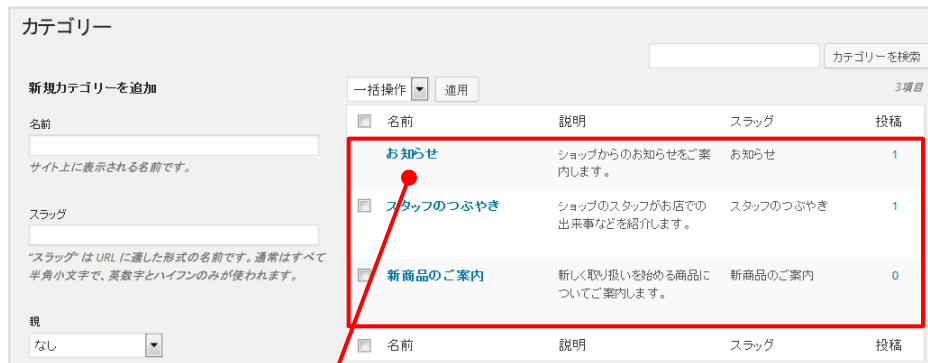 カテゴリー
カテゴリーを検索
新規カテゴリーを追加
一括操作 適用 3項目
名前
サイト上に表示される名前です。
スラッグ
"スラッグ" は URL に適した形式の名前です。通常はすべて
半角小文字で、英数字とハイフンのみが使われます。
親
なし
名前 説明 スラッグ 投稿
お知らせ ショップからのお知らせをご案 お知らせ 1
内します。
スタッフのつぶやき ショップのスタッフがお店での スタッフのつぶやき 1
出来事などを紹介します。
新商品のご案内 新しく取り扱いを始める商品に 新商品のご案内 0
ついてご案内します。
名前 説明 スラッグ 投稿